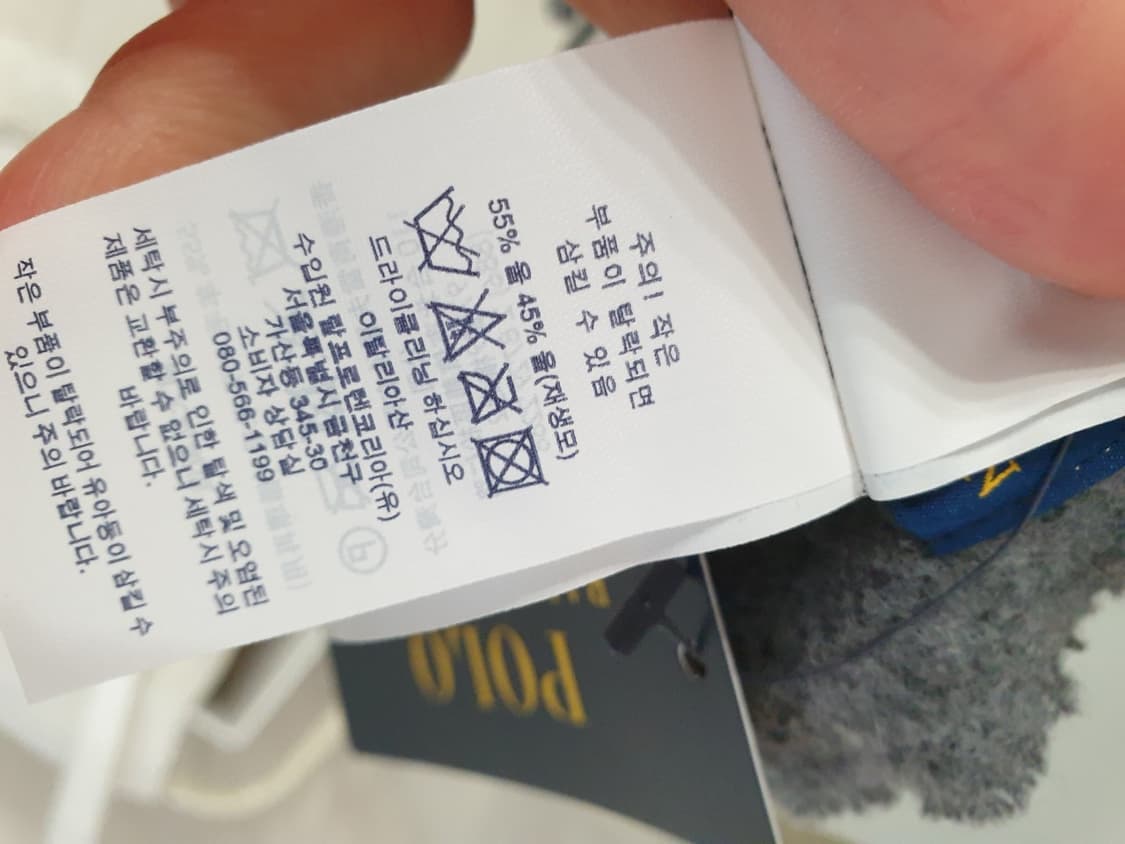 주의! 작은
부품이 탈락되면
삼킬 수 있음
55% 울 45% 울(재생모)
드라이클리닝 하십시오
이탈리아산
수입원 랄프로렌코리아(유)
서울특별시 금천구
가산동 345-30
소비자 상담실
080-566-1199
세탁시 부주의로 인한 탈색 및 오염된
제품은 교환할 수 없으니 세탁시 주의
바랍니다.
작은 부품이 탈락되어 유아동이 삼킬 수
있으니 주의 바랍니다.
POLO